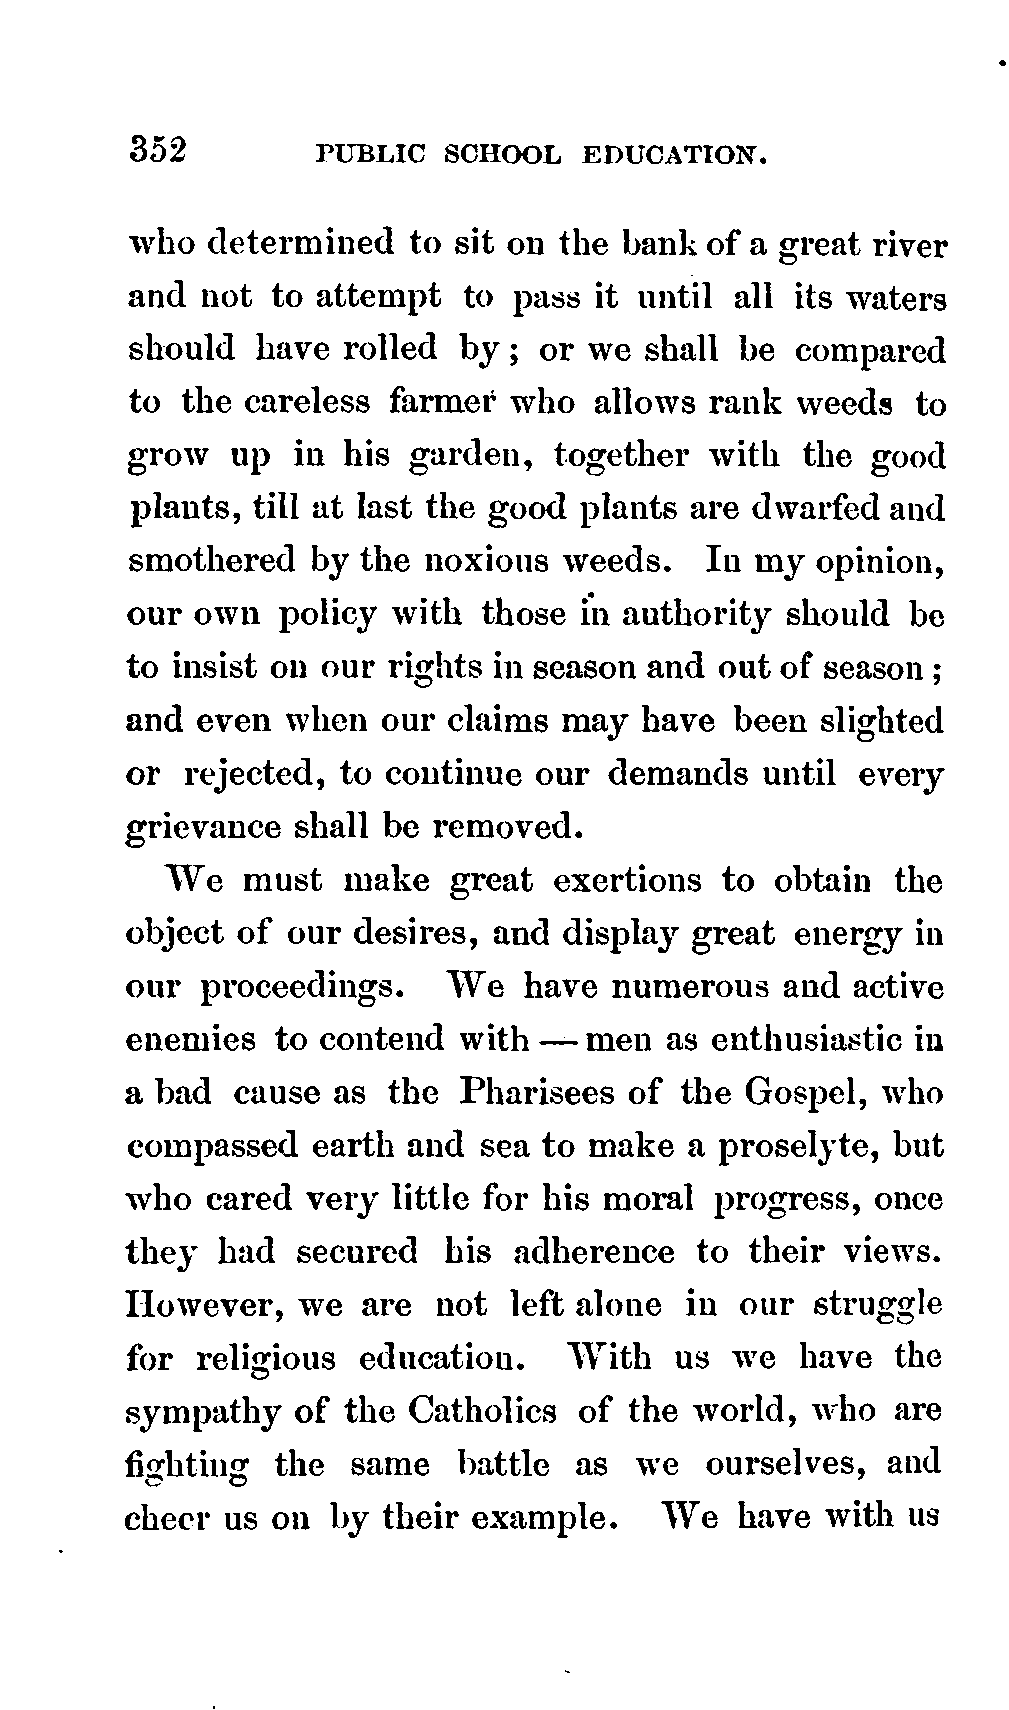 352 PUBLIC SCHOOL EDUCATION.
who determined to sit on the bank of a great river
and not to attempt to pass it until all its waters
should have rolled by; or we shall be compared
to the careless farmer who allows rank weeds to
grow up in his garden, together with the good
plants, till at last the good plants are dwarfed and
smothered by the noxious weeds. In my opinion,
our own policy with those in authority should be
to insist on our rights in season and out of season;
and even when our claims may have been slighted
or rejected, to continue our demands until every
grievance shall be removed.
We must make great exertions to obtain the
object of our desires, and display great energy in
our proceedings. We have numerous and active
enemies to contend with — men as enthusiastic in
a bad cause as the Pharisees of the Gospel, who
compassed earth and sea to make a proselyte, but
who cared very little for his moral progress, once
they had secured his adherence to their views.
However, we are not left alone in our struggle
for religious education. With us we have the
sympathy of the Catholics of the world, who are
fighting the same battle as we ourselves, and
cheer us on by their example. We have with us